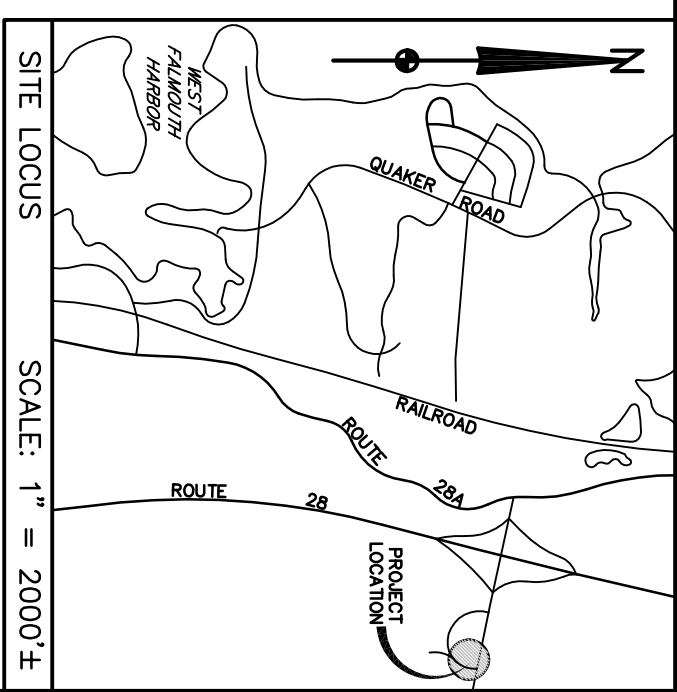 N
WEST
FALMOUTH
HARBOR
QUAKER
ROAD
RAILROAD
ROUTE
28A
ROUTE
28
PROJECT
LOCATION
SITE LOCUS
SCALE: 1" = 2000'±